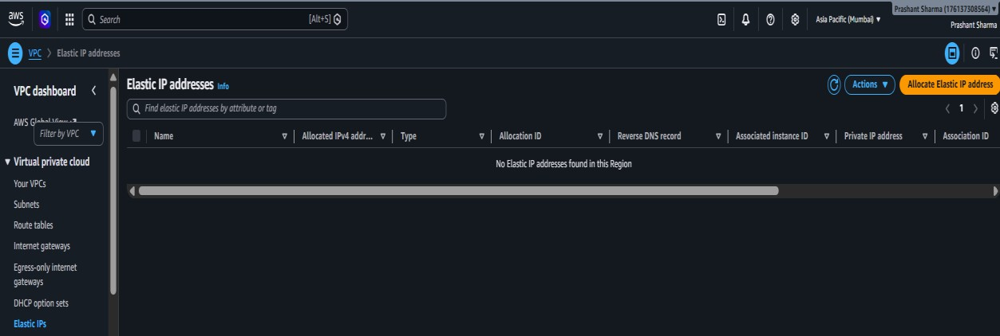 aws
Search [Alt+S]
Asia Pacific (Mumbai) ▼
Prashant Sharma (176137308564) ▼
Prashant Sharma
VPC > Elastic IP addresses
VPC dashboard
AWS Global View
Filter by VPC ▼
▼ Virtual private cloud
Your VPCs
Subnets
Route tables
Internet gateways
Egress-only internet
gateways
DHCP option sets
Elastic IPs
Elastic IP addresses Info
Actions ▼
Allocate Elastic IP address
Find elastic IP addresses by attribute or tag
1
Name Allocated IPv4 addr... Type Allocation ID Reverse DNS record Associated instance ID Private IP address Association ID
No Elastic IP addresses found in this Region